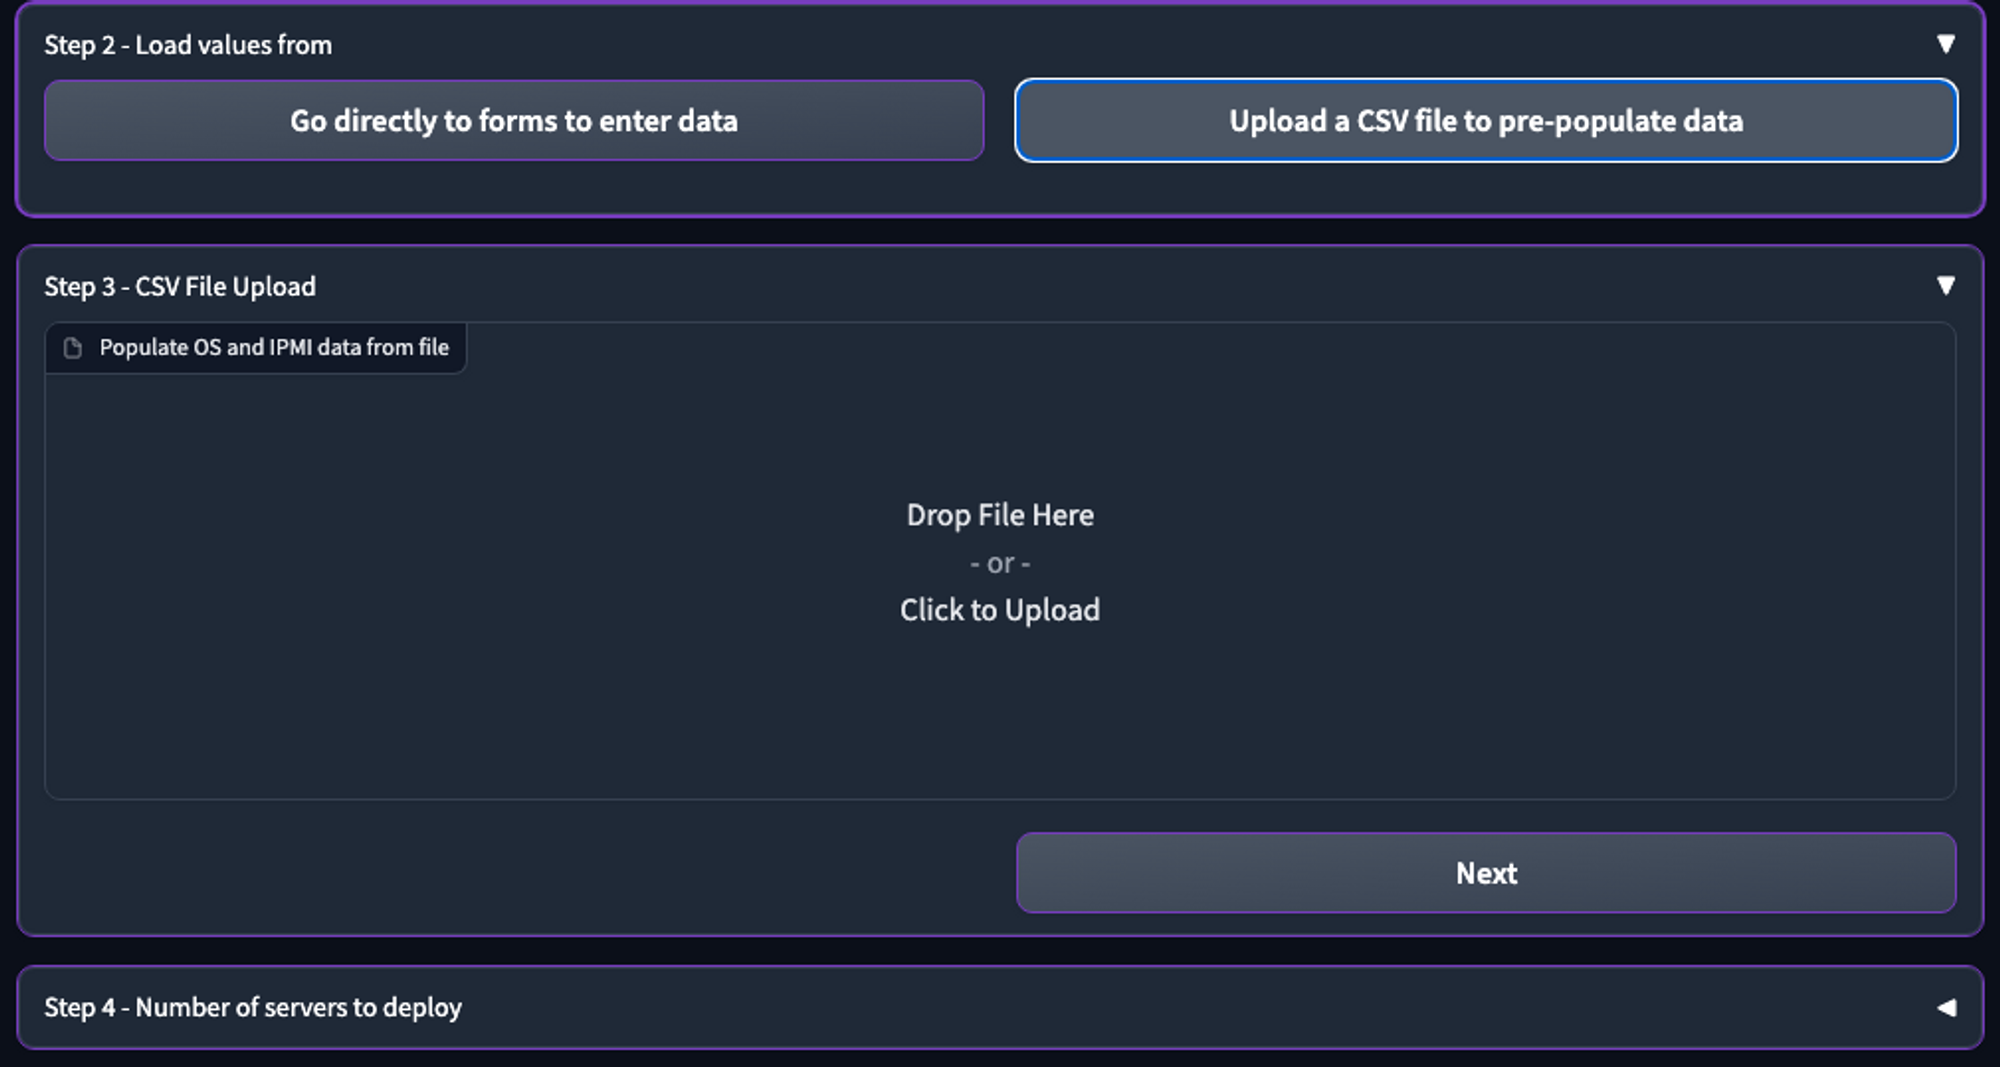 Step 2 - Load values from
Go directly to forms to enter data
Upload a CSV file to pre-populate data
Step 3 - CSV File Upload
Populate OS and IPMI data from file
Drop File Here
- or -
Click to Upload
Next
Step 4 - Number of servers to deploy